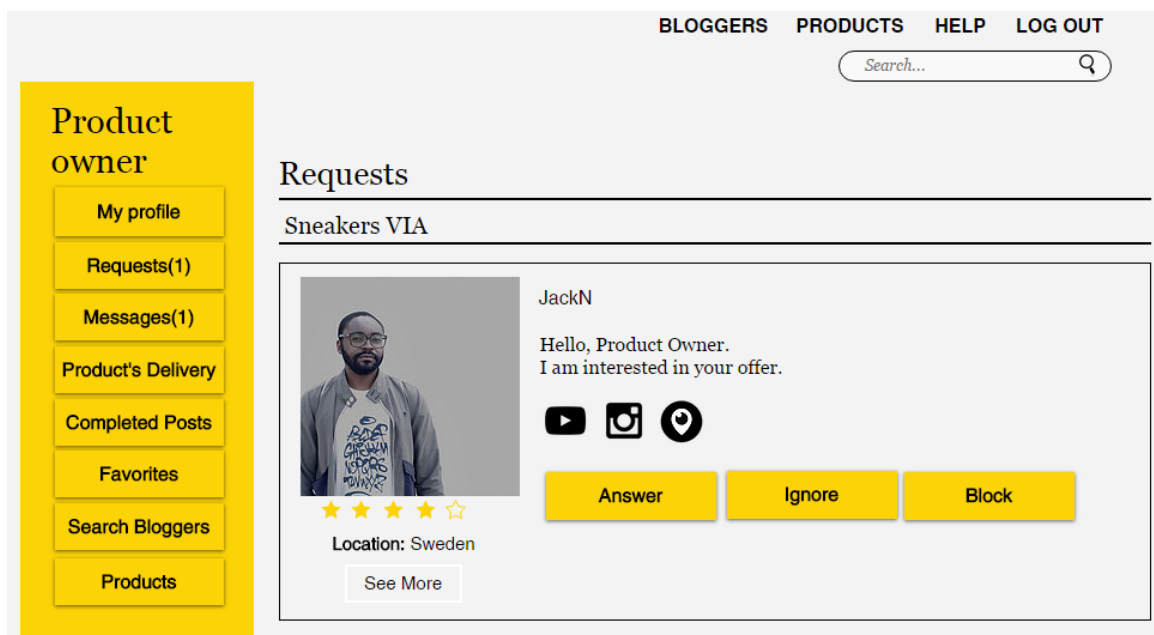 BLOGGERS PRODUCTS HELP LOG OUT
Search...
Product
owner
My profile
Requests(1)
Messages(1)
Product's Delivery
Completed Posts
Favorites
Search Bloggers
Products
Requests
Sneakers VIA
JackN
Hello, Product Owner.
I am interested in your offer.
Answer Ignore Block
Location: Sweden
See More